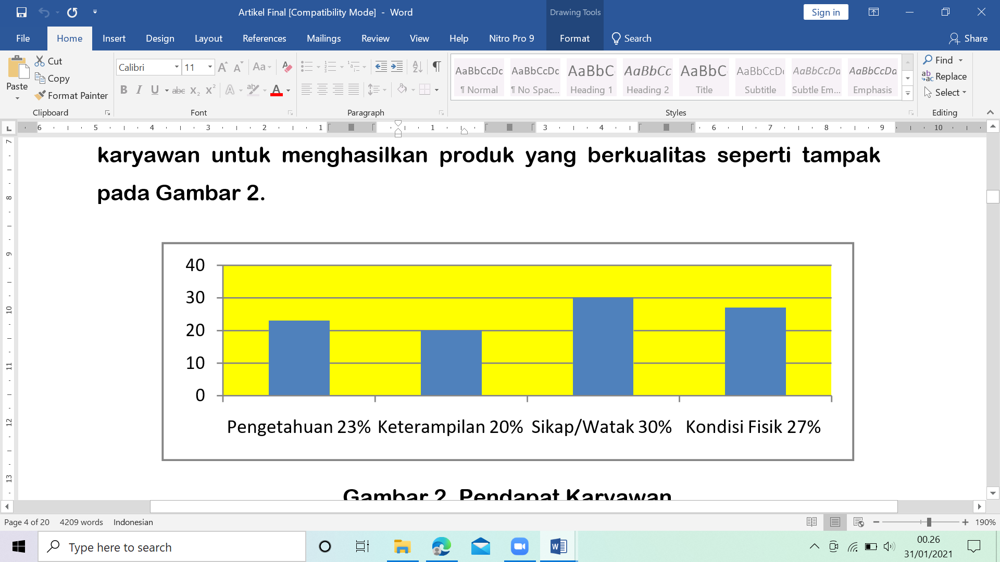 Artikel Final [Compatibility Mode] - Word
Drawing Tools
Sign in
File Home Insert Design Layout References Mailings Review View Help Nitro Pro 9 Format Search Share
Paste
Cut
Copy
Format Painter
Clipboard
Calibri 11
Font
Paragraph
AaBbCcDc AaBbCcDc AaBbC AaBbCc AaBbC AaBbCcD AaBbCcDa AaBbCcDa
¶ Normal ¶ No Spac... Heading 1 Heading 2 Title Subtitle Subtle Em... Emphasis
Styles
Find
Replace
Select
Editing
6 5 4 3 2 1 1 3 4 6 7 8 9 10
7
8
9
10
11
12
13
karyawan untuk menghasilkan produk yang berkualitas seperti tampak
pada Gambar 2.
40
30
20
10
0
Pengetahuan 23% Keterampilan 20% Sikap/Watak 30% Kondisi Fisik 27%
Gambar 2. Pendapat Karyawan
Page 4 of 20 4209 words Indonesian 190%
Type here to search
00.26
31/01/2021